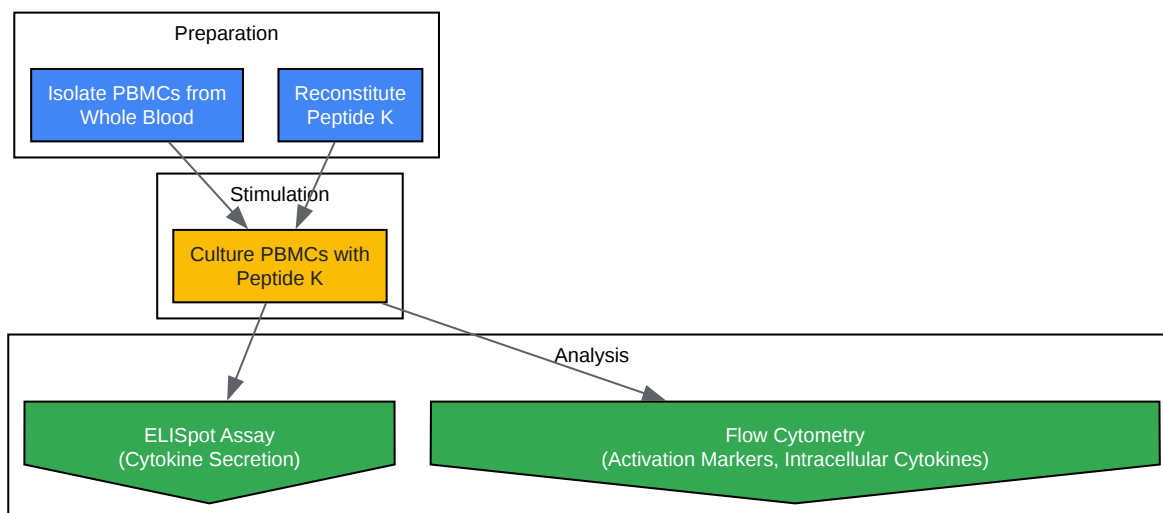 Preparation
Isolate PBMCs from
Whole Blood
Reconstitute
Peptide K
Stimulation
Culture PBMCs with
Peptide K
Analysis
ELISpot Assay
(Cytokine Secretion)
Flow Cytometry
(Activation Markers, Intracellular Cytokines)